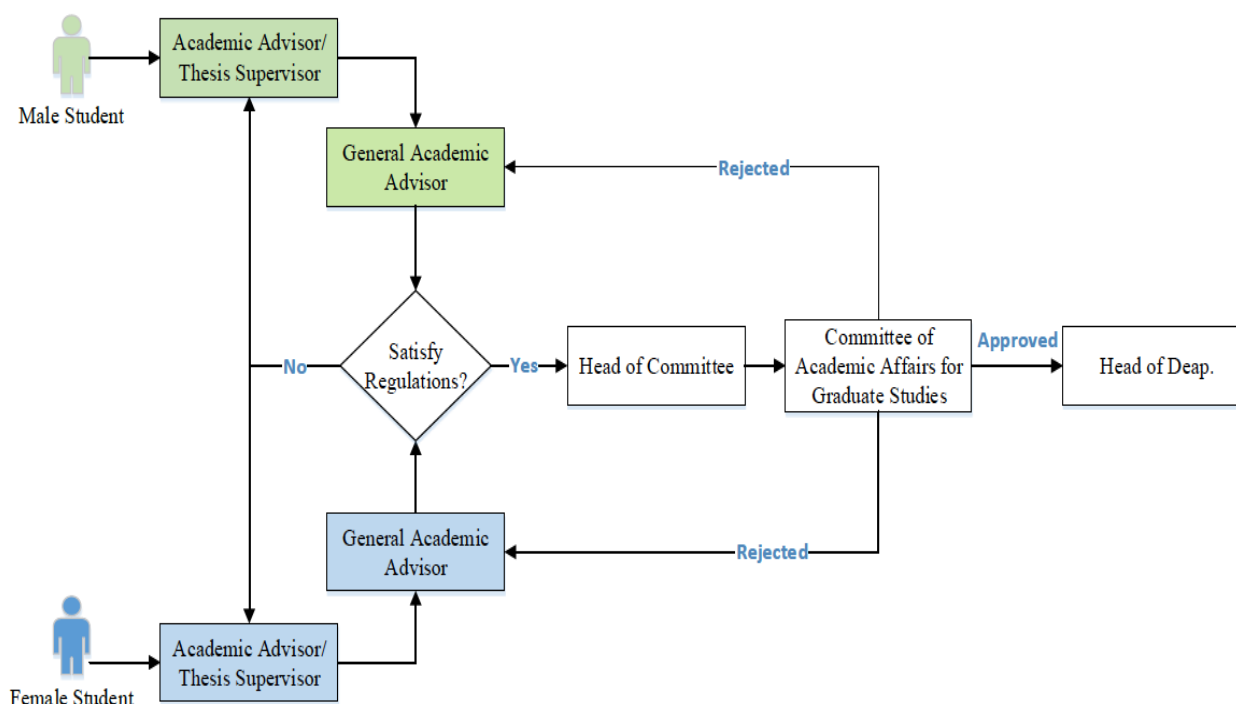 Academic Advisor/
Thesis Supervisor
Male Student
General Academic
Advisor
Rejected
Satisfy
Regulations?
No
Yes
Head of Committee
Committee of
Academic Affairs for
Graduate Studies
Approved
Head of Deap.
General Academic
Advisor
Rejected
Academic Advisor/
Thesis Supervisor
Female Student